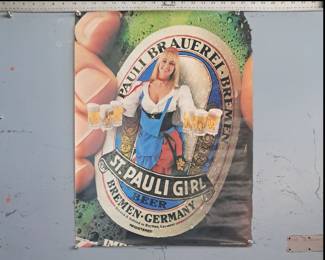 PAULI BRAUEREI·BREMEN
ST. PAULI GIRL
BEER
BREMEN·GERMANY